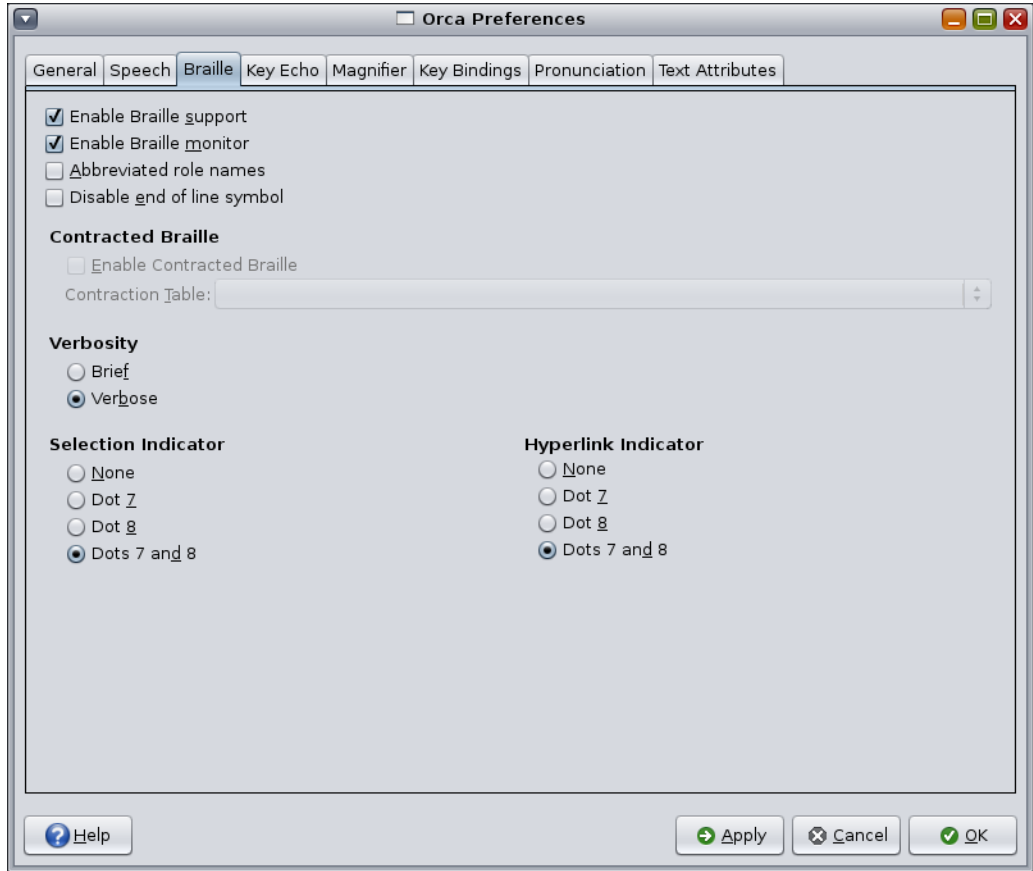 Orca Preferences
General Speech Braille Key Echo Magnifier Key Bindings Pronunciation Text Attributes
Enable Braille support
Enable Braille monitor
Abbreviated role names
Disable end of line symbol
Contracted Braille
Enable Contracted Braille
Contraction Table:
Verbosity
Brief
Verbose
Selection Indicator
None
Dot 7
Dot 8
Dots 7 and 8
Hyperlink Indicator
None
Dot 7
Dot 8
Dots 7 and 8
Help Apply Cancel OK